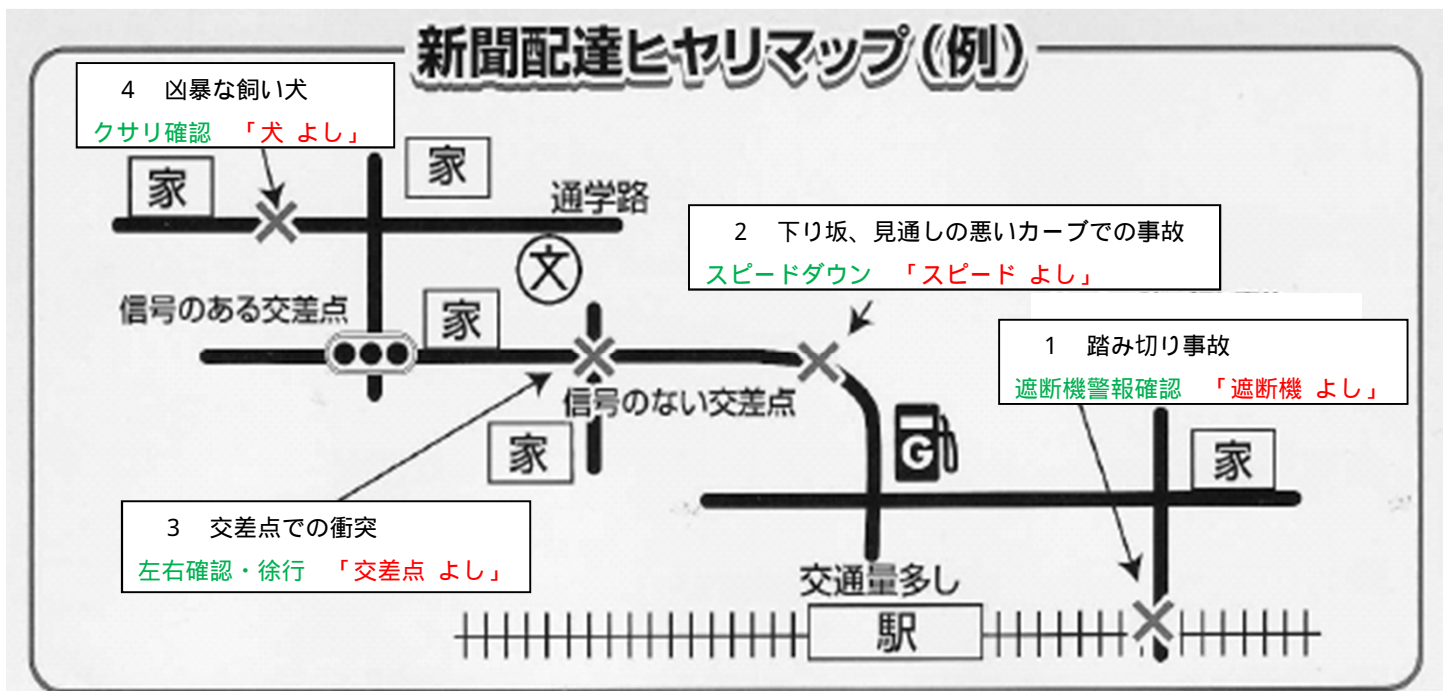 新聞配達ヒヤリマップ(例)
4 凶暴な飼い犬
クサリ確認 「犬 よし」
家
家
通学路
文
2 下り坂、見通しの悪いカーブでの事故
スピードダウン 「スピード よし」
信号のある交差点
家
1 踏み切り事故
遮断機警報確認 「遮断機 よし」
信号のない交差点
家
G
家
3 交差点での衝突
左右確認・徐行 「交差点 よし」
交通量多し
駅